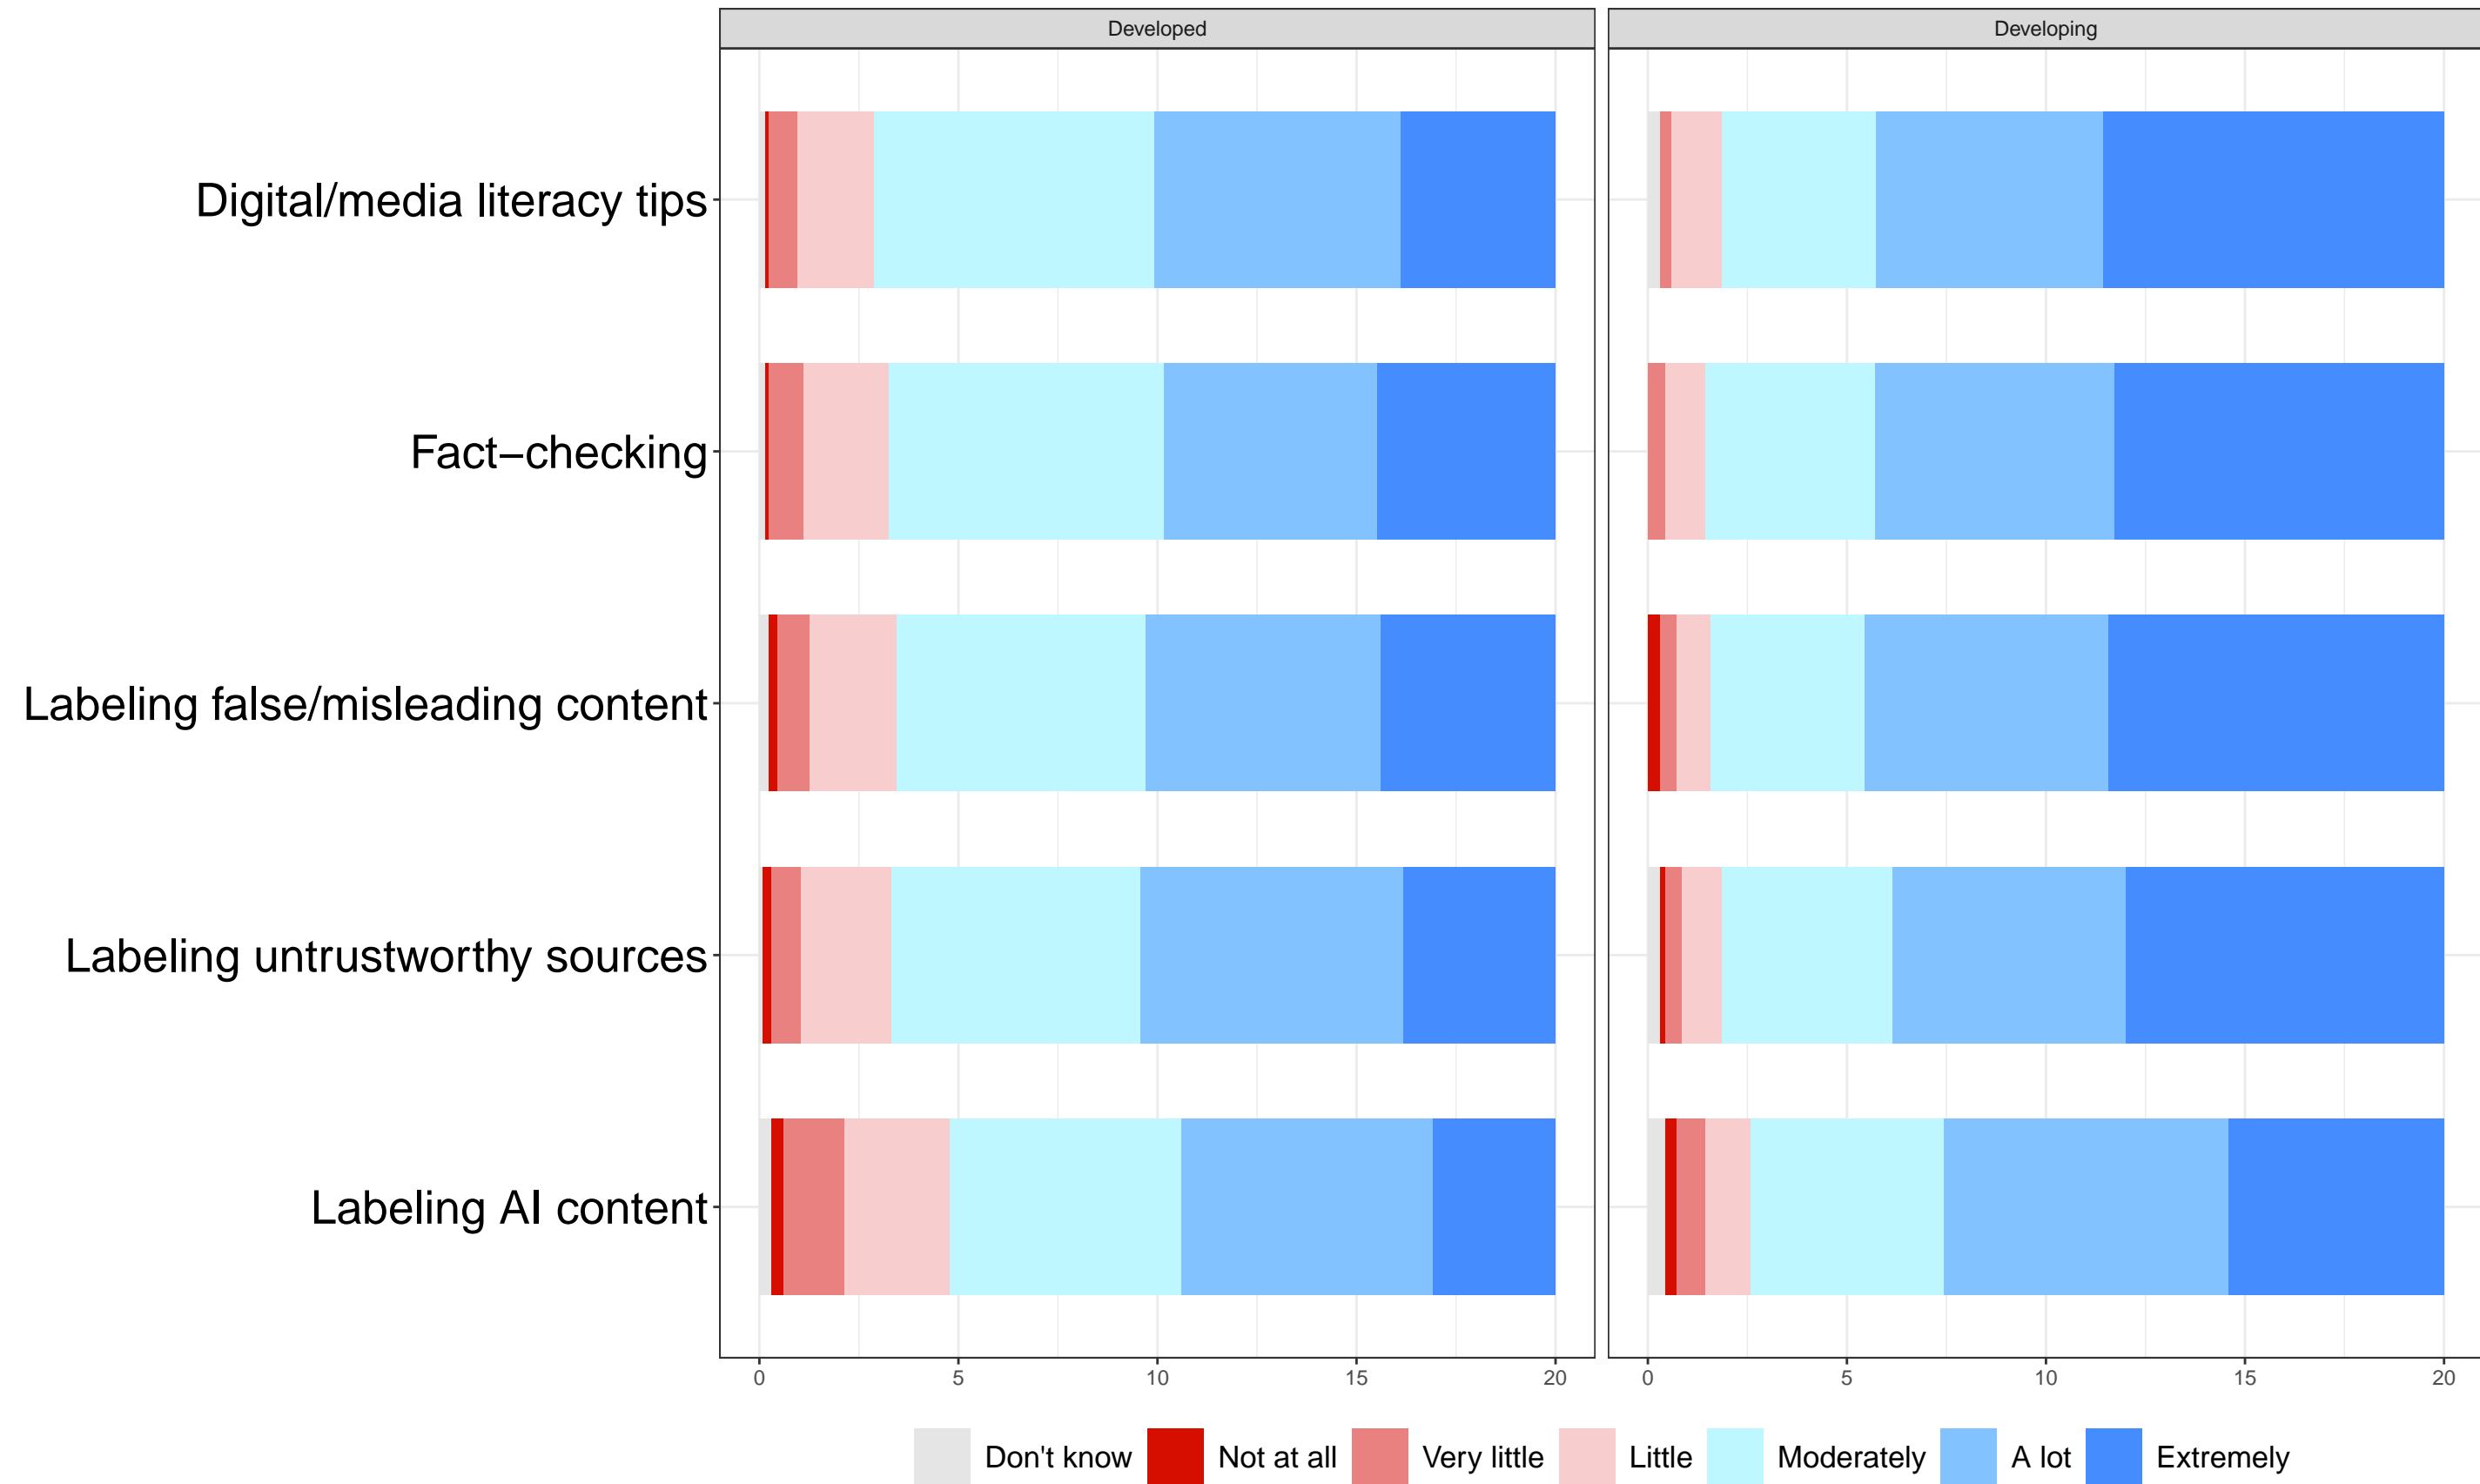 Developed
Developing
Digital/media literacy tips
Fact−checking
Labeling false/misleading content
Labeling untrustworthy sources
Labeling AI content
0 5 10 15 20
0 5 10 15 20
Don't know Not at all Very little Little Moderately A lot Extremely